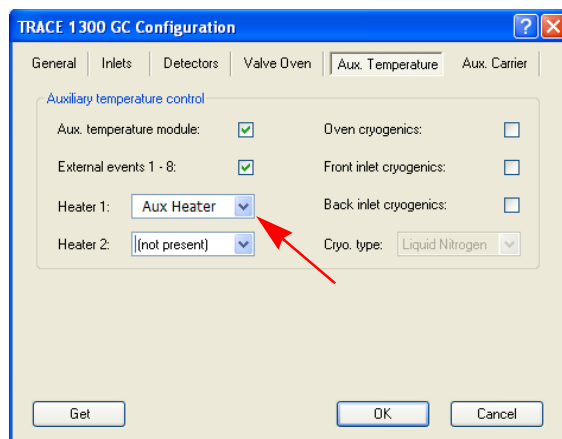 TRACE 1300 GC Configuration
General Inlets Detectors Valve Oven Aux. Temperature Aux. Carrier
Auxiliary temperature control
Aux. temperature module: Oven cryogenics:
External events 1 - 8: Front inlet cryogenics:
Heater 1: Aux Heater Back inlet cryogenics:
Heater 2: (not present) Cryo. type: Liquid Nitrogen
Get OK Cancel